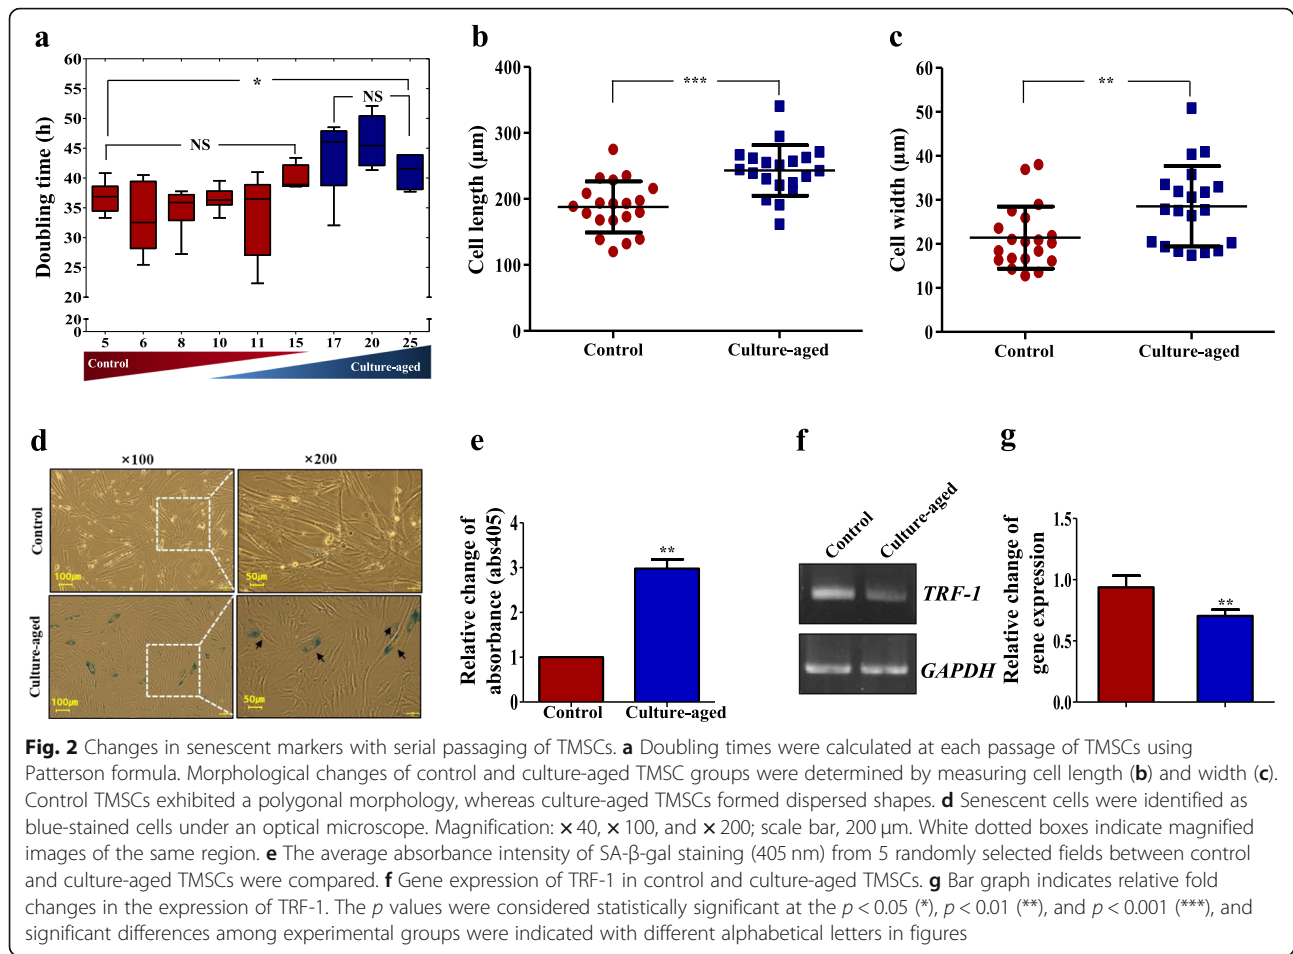 a
Doubling time (h)
60
55
50
45
40
35
30
25
20
20
0
*
NS
NS
5 6 8 10 11 15 17 20 25
Control
Culture-aged
b
Cell length (µm)
400
300
200
100
0
***
Control Culture-aged
c
Cell width (µm)
60
50
40
30
20
10
0
**
Control Culture-aged
d
×100 ×200
Control
100µm 50µm
Culture-aged
100µm 50µm
e
Relative change of
absorbance (abs405)
4
3
2
1
0
**
Control Culture-aged
f
Control Culture-aged
TRF-1
GAPDH
g
Relative change of
gene expression
1.5
1.0
0.5
0.0
**
Fig. 2 Changes in senescent markers with serial passaging of TMSCs. a Doubling times were calculated at each passage of TMSCs using
Patterson formula. Morphological changes of control and culture-aged TMSC groups were determined by measuring cell length (b) and width (c).
Control TMSCs exhibited a polygonal morphology, whereas culture-aged TMSCs formed dispersed shapes. d Senescent cells were identified as
blue-stained cells under an optical microscope. Magnification: × 40, × 100, and × 200; scale bar, 200 µm. White dotted boxes indicate magnified
images of the same region. e The average absorbance intensity of SA-β-gal staining (405 nm) from 5 randomly selected fields between control
and culture-aged TMSCs were compared. f Gene expression of TRF-1 in control and culture-aged TMSCs. g Bar graph indicates relative fold
changes in the expression of TRF-1. The p values were considered statistically significant at the p < 0.05 (*), p < 0.01 (**), and p < 0.001 (***), and
significant differences among experimental groups were indicated with different alphabetical letters in figures